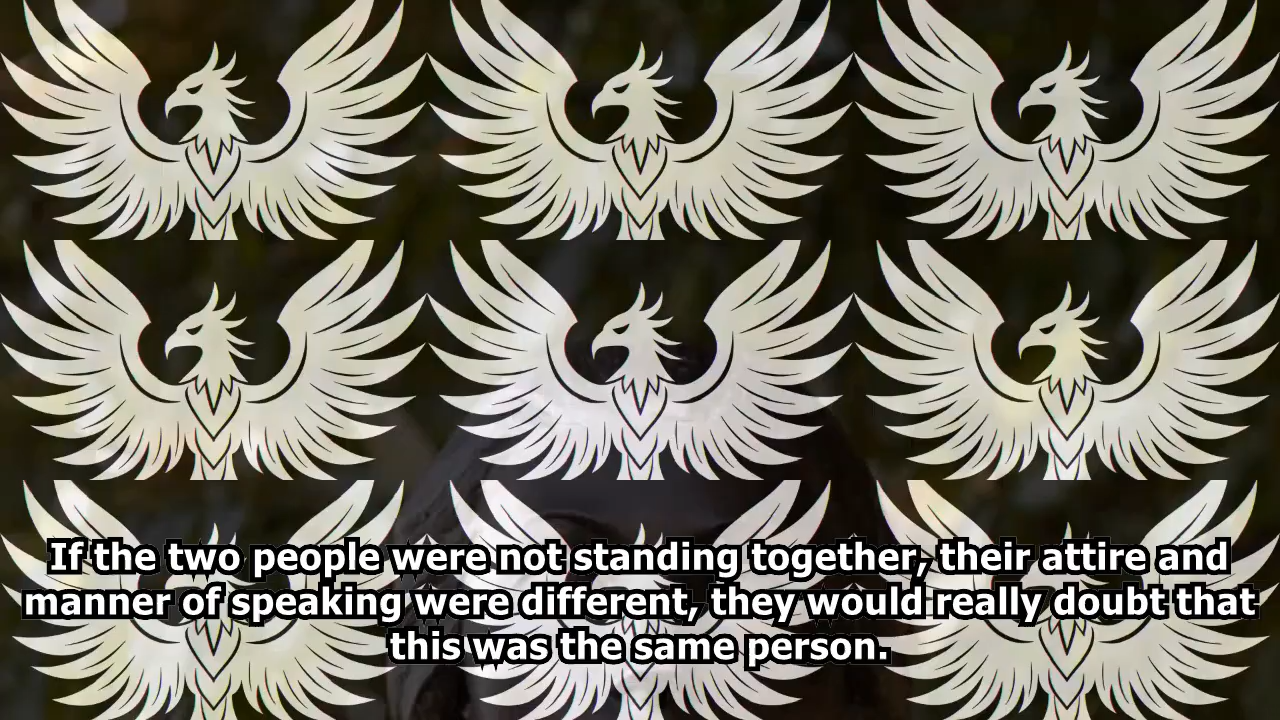 If the two people were not standing together, their attire and
manner of speaking were different, they would really doubt that
this was the same person.